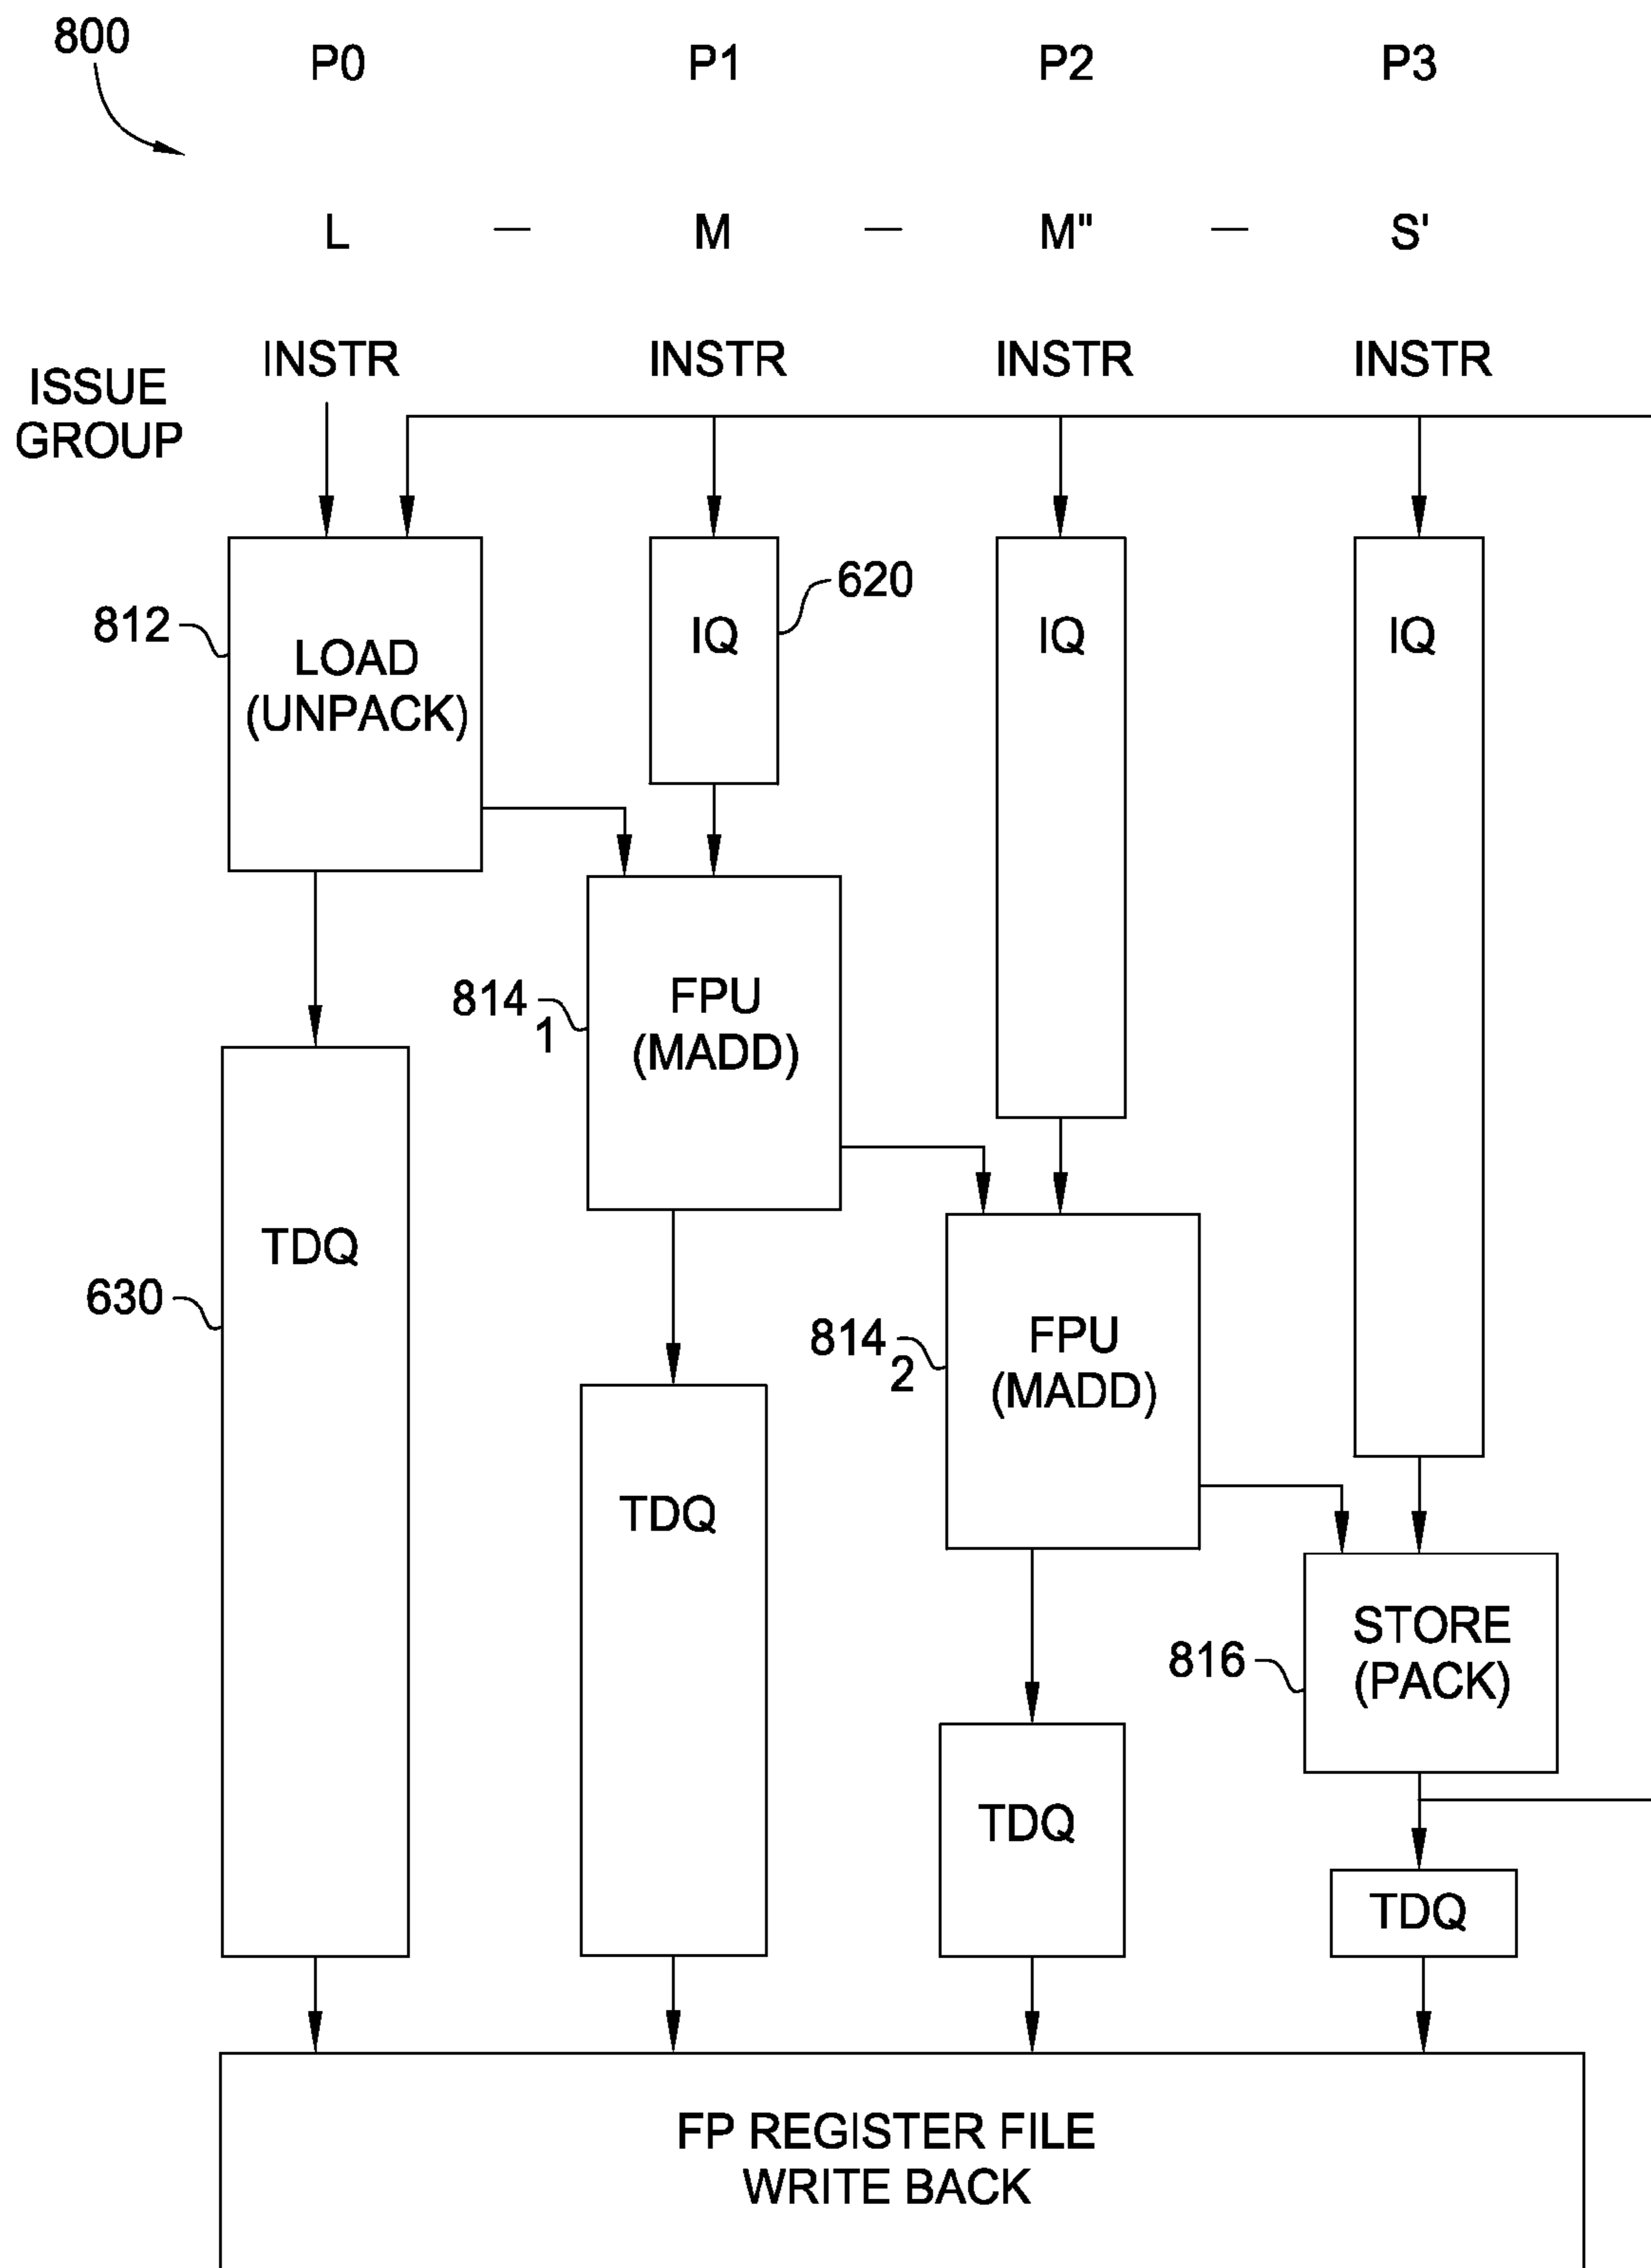 800
P0 P1 P2 P3
L — M — M" — S'
INSTR INSTR INSTR INSTR
ISSUE
GROUP
620
812
LOAD
(UNPACK)
IQ IQ IQ
814 1
FPU
(MADD)
TDQ
630
814 2
FPU
(MADD)
TDQ
816
STORE
(PACK)
TDQ
TDQ
FP REGISTER FILE
WRITE BACK